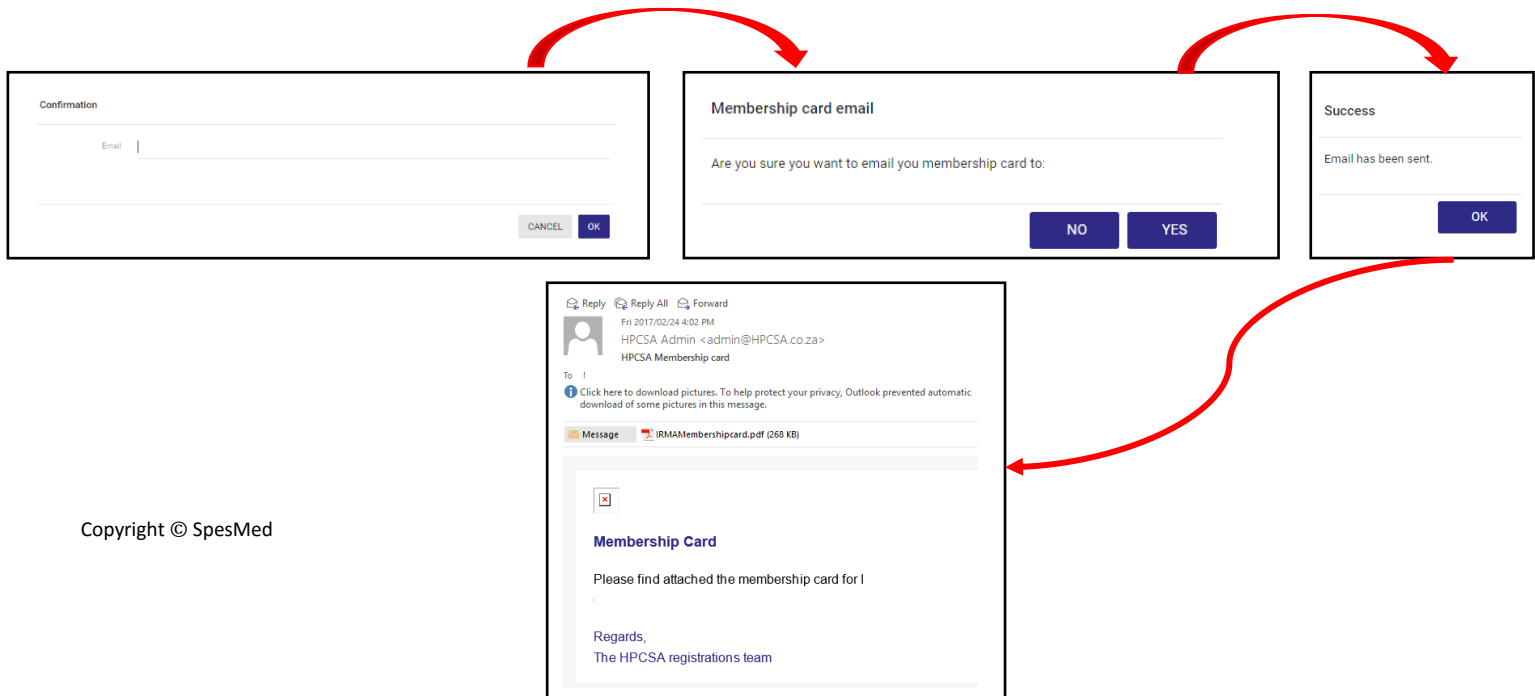 Confirmation
Email
CANCEL OK
Membership card email
Are you sure you want to email you membership card to:
NO YES
Success
Email has been sent.
OK
Reply Reply All Forward
Fri 2017/02/24 4:02 PM
HPCSA Admin <admin@HPCSA.co.za>
HPCSA Membership card
To
Click here to download pictures. To help protect your privacy, Outlook prevented automatic
download of some pictures in this message.
Message IRMAMembershipcard.pdf (268 KB)
Membership Card
Please find attached the membership card for
Regards,
The HPCSA registrations team
Copyright © SpesMed